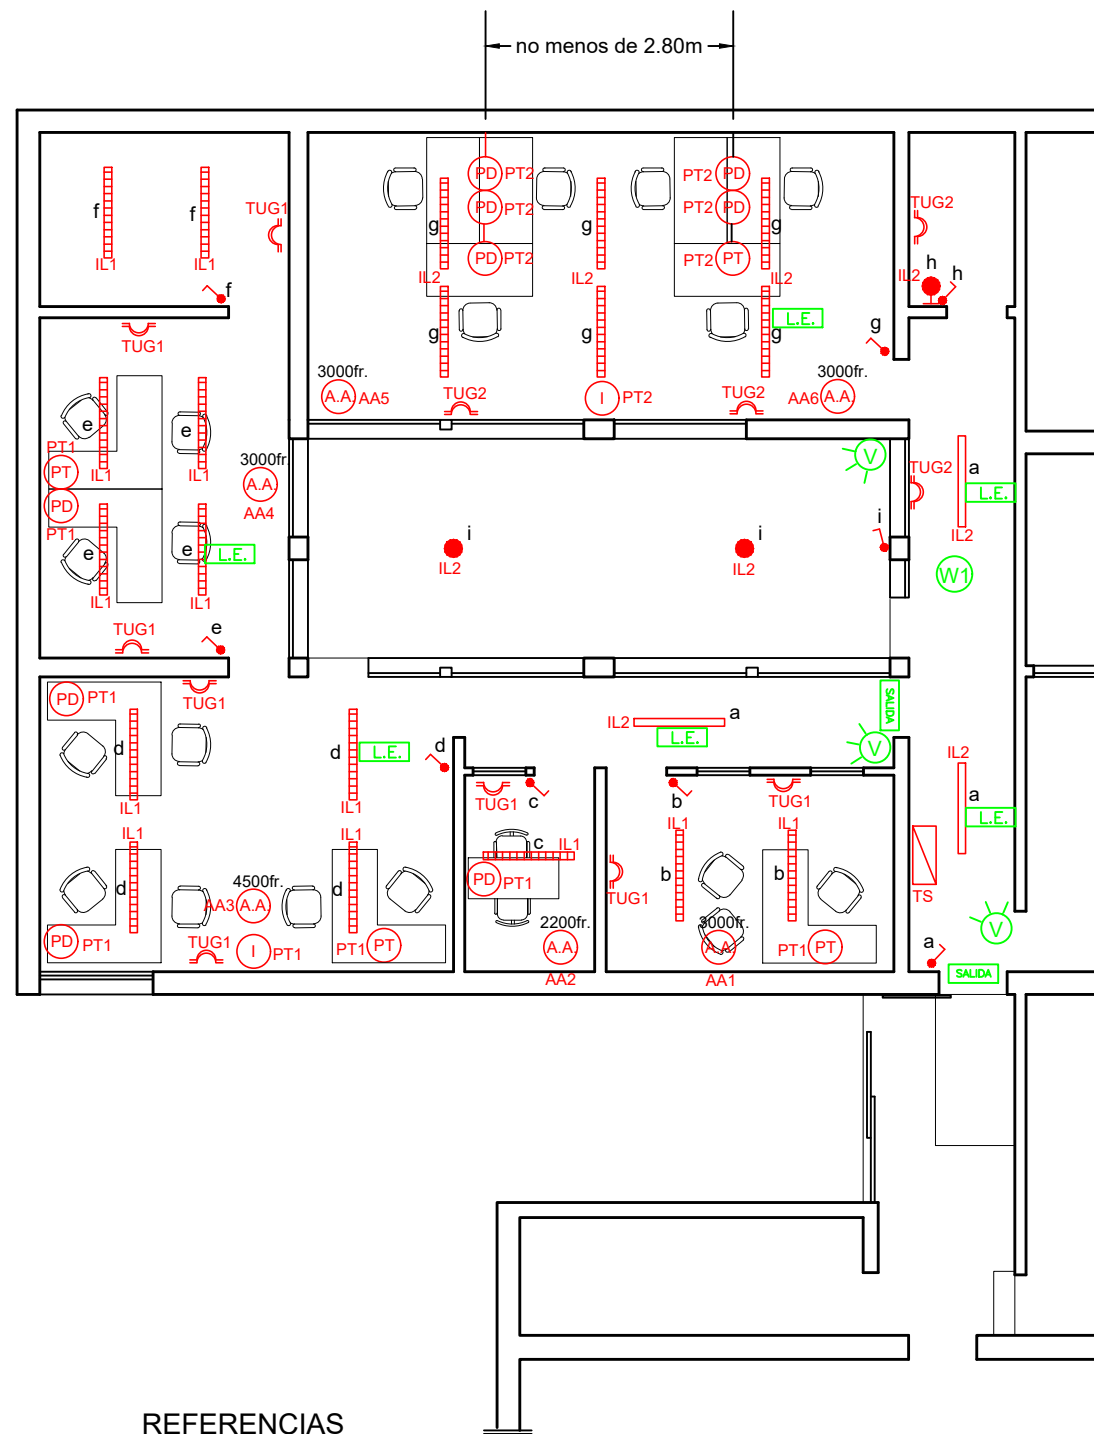 no menos de 2.80m
f
f
TUG1
IL1
IL1
f
TUG1
PD
PT2
PD
PT2
PD
PT2
g
IL2
g
g
IL2
g
PT2
PD
PT2
PD
PT2
PT
g
IL2
g
L.E.
g
TUG2
IL2
h
h
3000fr.
A.A.
AA5
TUG2
I
PT2
TUG2
3000fr.
AA6
A.A.
e
e
PT1
PT
IL1
IL1
PD
PT1
e
e
L.E.
IL1
IL1
3000fr.
A.A.
AA4
TUG1
e
V
TUG2
a
L.E.
IL2
i
IL2
i
IL2
i
W1
PD
PT1
TUG1
d
IL1
d
L.E.
IL1
d
IL2
a
L.E.
SALIDA
V
TUG1
c
b
TUG1
IL2
a
L.E.
IL1
d
IL1
d
c
IL1
PD
PT1
IL1
b
IL1
b
TUG1
4500fr.
AA3
A.A.
TUG1
I
PT1
PD
PT1
PT1
PT
2200fr.
A.A
AA2
3000fr.
A.A.
AA1
PT1
PT
TS
V
a
SALIDA
REFERENCIAS